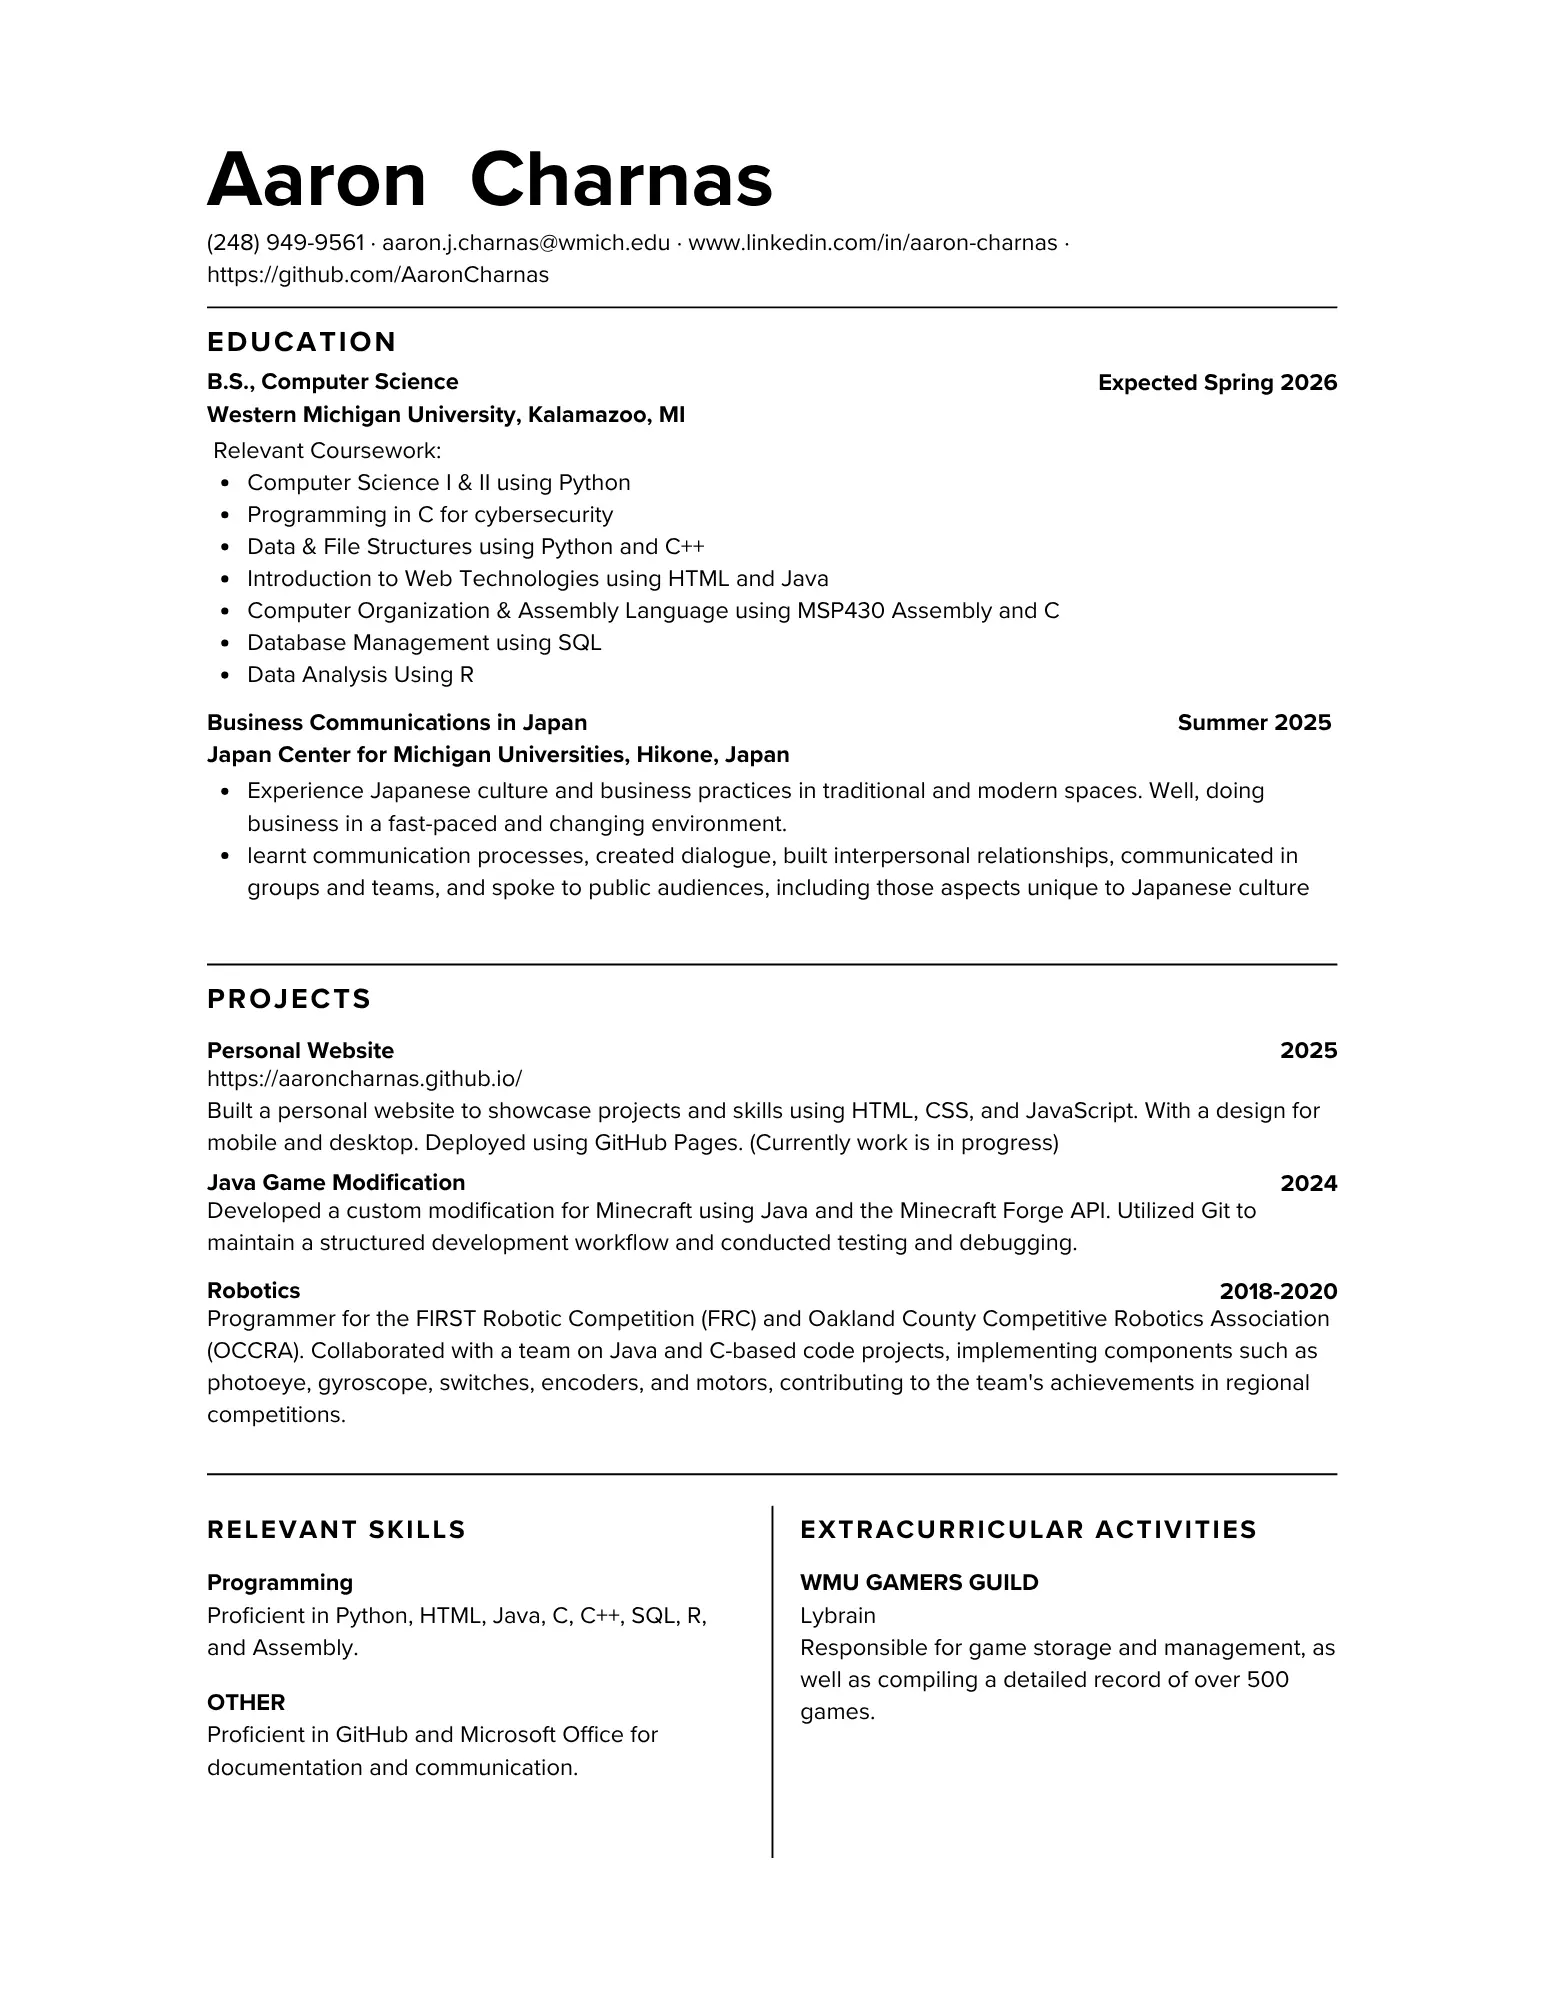 Aaron Charnas
(248) 949-9561 · aaron.j.charnas@wmich.edu · www.linkedin.com/in/aaron-charnas ·
https://github.com/AaronCharnas
EDUCATION
B.S., Computer Science Expected Spring 2026
Western Michigan University, Kalamazoo, MI
Relevant Coursework:
• Computer Science I & II using Python
• Programming in C for cybersecurity
• Data & File Structures using Python and C++
• Introduction to Web Technologies using HTML and Java
• Computer Organization & Assembly Language using MSP430 Assembly and C
• Database Management using SQL
• Data Analysis Using R
Business Communications in Japan Summer 2025
Japan Center for Michigan Universities, Hikone, Japan
• Experience Japanese culture and business practices in traditional and modern spaces. Well, doing
business in a fast-paced and changing environment.
• learnt communication processes, created dialogue, built interpersonal relationships, communicated in
groups and teams, and spoke to public audiences, including those aspects unique to Japanese culture
PROJECTS
Personal Website 2025
https://aaroncharnas.github.io/
Built a personal website to showcase projects and skills using HTML, CSS, and JavaScript. With a design for
mobile and desktop. Deployed using GitHub Pages. (Currently work is in progress)
Java Game Modification 2024
Developed a custom modification for Minecraft using Java and the Minecraft Forge API. Utilized Git to
maintain a structured development workflow and conducted testing and debugging.
Robotics 2018-2020
Programmer for the FIRST Robotic Competition (FRC) and Oakland County Competitive Robotics Association
(OCCRA). Collaborated with a team on Java and C-based code projects, implementing components such as
photoeye, gyroscope, switches, encoders, and motors, contributing to the team's achievements in regional
competitions.
RELEVANT SKILLS
Programming
Proficient in Python, HTML, Java, C, C++, SQL, R,
and Assembly.
OTHER
Proficient in GitHub and Microsoft Office for
documentation and communication.
EXTRACURRICULAR ACTIVITIES
WMU GAMERS GUILD
Lybrain
Responsible for game storage and management, as
well as compiling a detailed record of over 500
games.